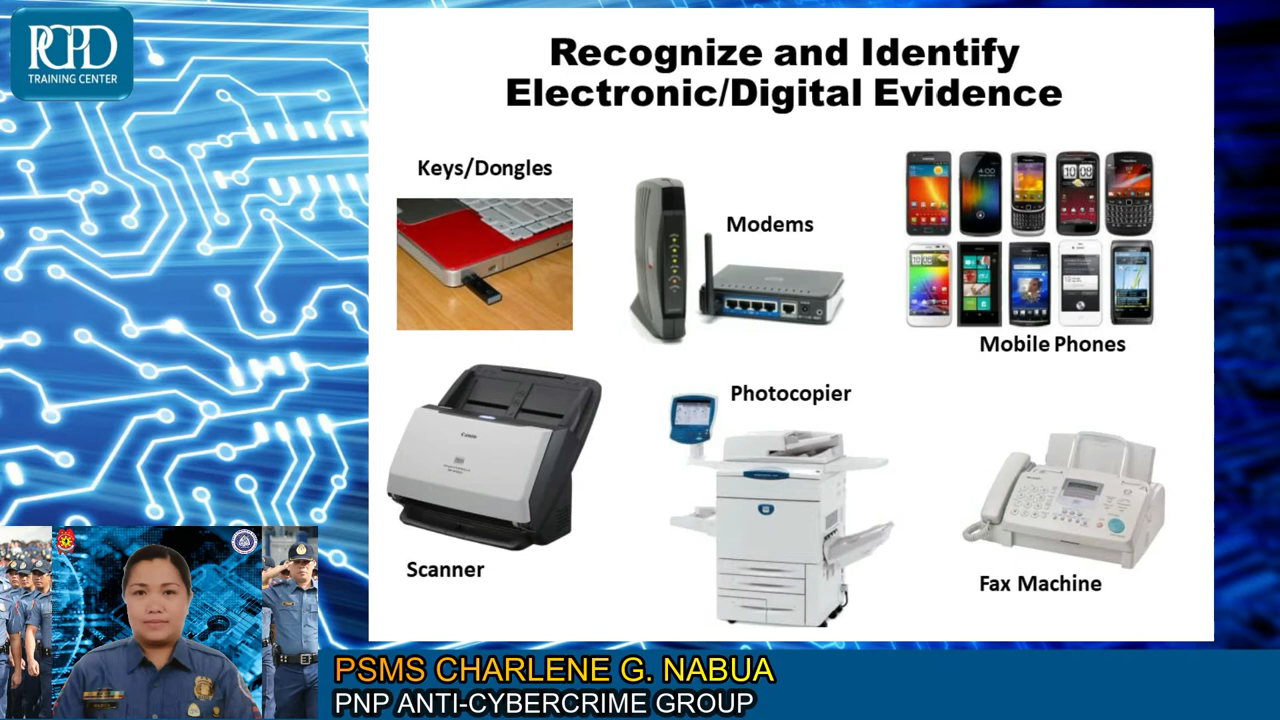 PCPD
TRAINING CENTER
Recognize and Identify
Electronic/Digital Evidence
Keys/Dongles
Modems
Mobile Phones
Canon
Photocopier
Scanner
Fax Machine
PSMS CHARLENE G. NABUA
PNP ANTI-CYBERCRIME GROUP